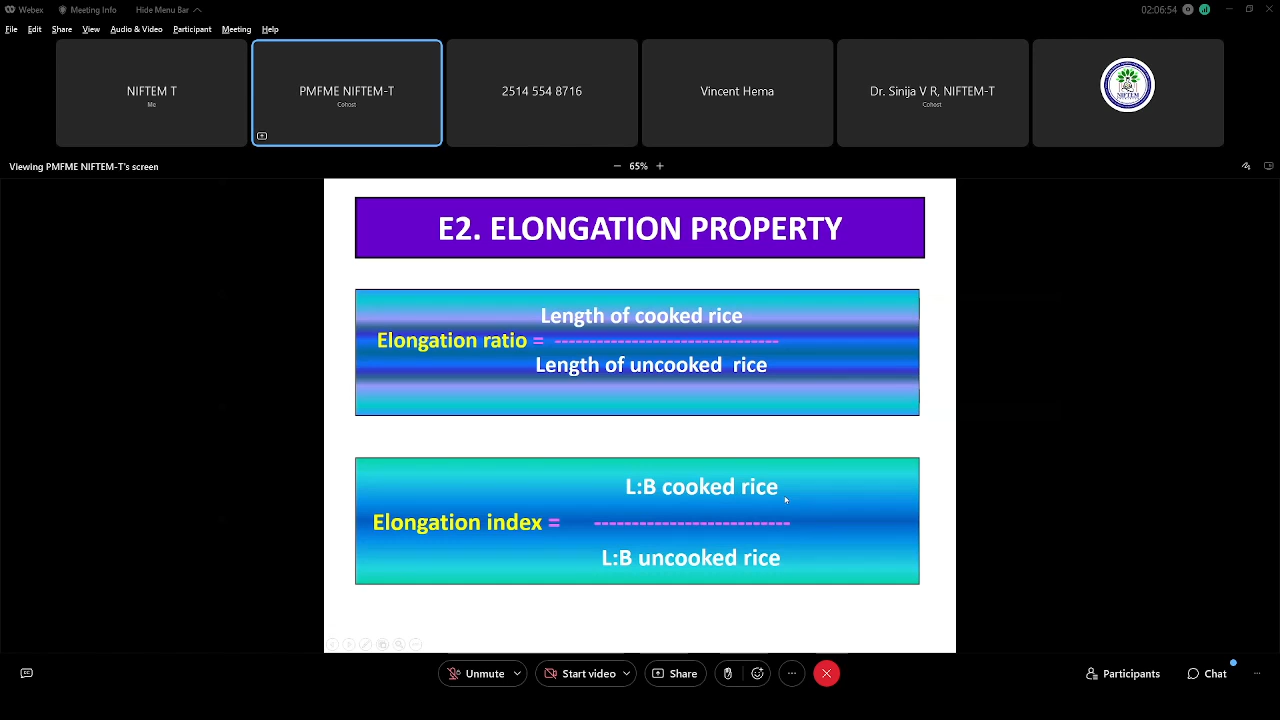 Webex
Meeting Info
Hide Menu Bar
02:06:54
File Edit Share View Audio & Video Participant Meeting Help
NIFTEM T
Me
PMFME NIFTEM-T
Cohost
2514 554 8716
Vincent Hema
Dr. Sinija V R, NIFTEM-T
Cohost
NIFTEM
Viewing PMFME NIFTEM-T's screen
− 65% +
E2. ELONGATION PROPERTY
Length of cooked rice
Elongation ratio = -------------------------------
Length of uncooked rice
L:B cooked rice
Elongation index = --------------------------
L:B uncooked rice
Unmute
Start video
Share
Participants
Chat